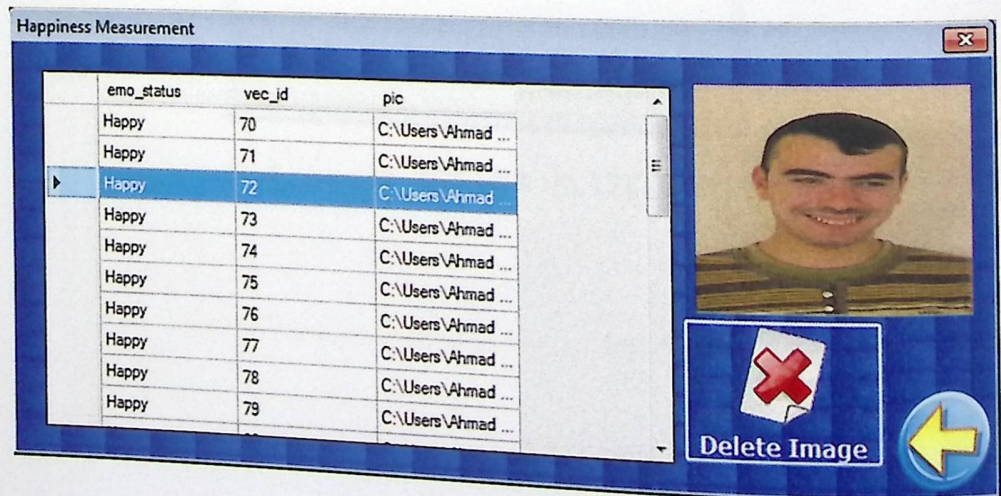 Happiness Measurement
emo_status vec_id pic
Happy 70 C:\Users\Ahmad ...
Happy 71 C:\Users\Ahmad ...
Happy 72 C:\Users\Ahmad ...
Happy 73 C:\Users\Ahmad ...
Happy 74 C:\Users\Ahmad ...
Happy 75 C:\Users\Ahmad ...
Happy 76 C:\Users\Ahmad ...
Happy 77 C:\Users\Ahmad ...
Happy 78 C:\Users\Ahmad ...
Happy 79 C:\Users\Ahmad ...
Delete Image